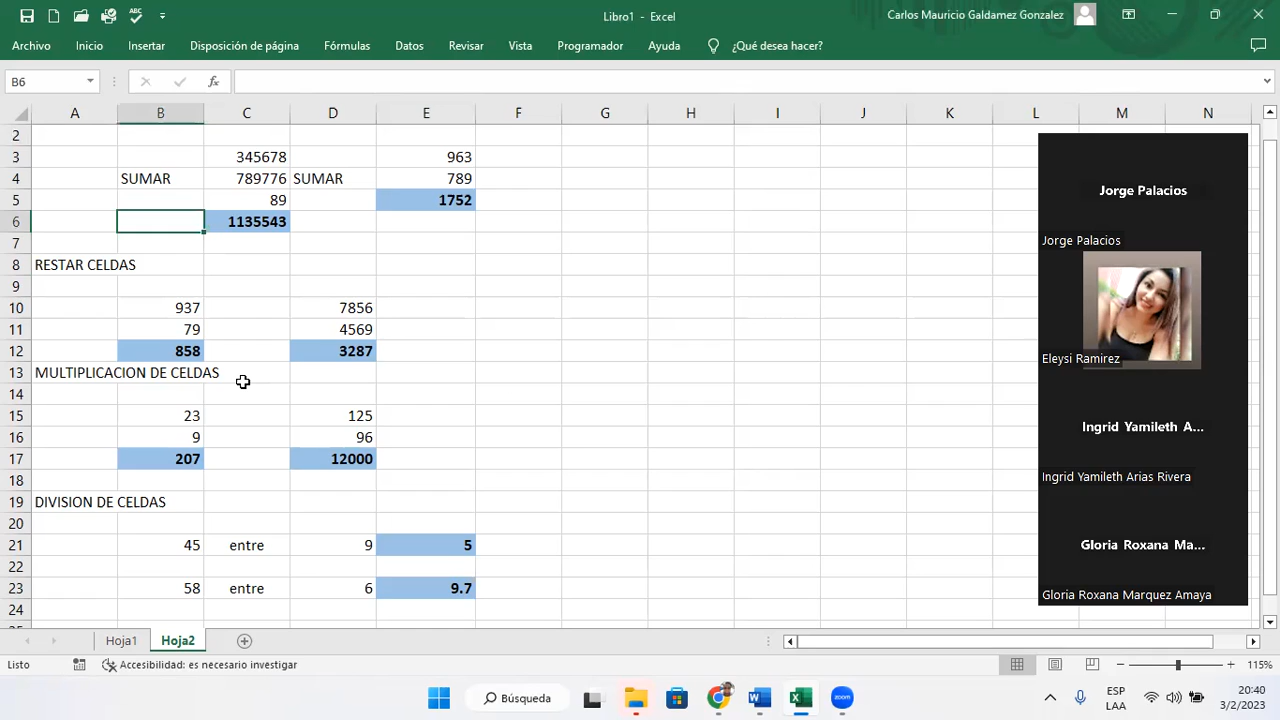 Libro1 - Excel
Carlos Mauricio Galdamez Gonzalez
Archivo Inicio Insertar Disposición de página Fórmulas Datos Revisar Vista Programador Ayuda ¿Qué desea hacer?
B6 fx
A B C D E F G H I J K L M N
2
3 345678 963
4 SUMAR 789776 SUMAR 789
5 89 1752
6 1135543
7
8 RESTAR CELDAS
9
10 937 7856
11 79 4569
12 858 3287
13 MULTIPLICACION DE CELDAS
14
15 23 125
16 9 96
17 207 12000
18
19 DIVISION DE CELDAS
20
21 45 entre 9 5
22
23 58 entre 6 9.7
24
Jorge Palacios
Jorge Palacios
Eleysi Ramirez
Ingrid Yamileth A...
Ingrid Yamileth Arias Rivera
Gloria Roxana Ma...
Gloria Roxana Marquez Amaya
Hoja1 Hoja2
Listo Accesibilidad: es necesario investigar 115%
Búsqueda zoom ESP 20:40
LAA 3/2/2023